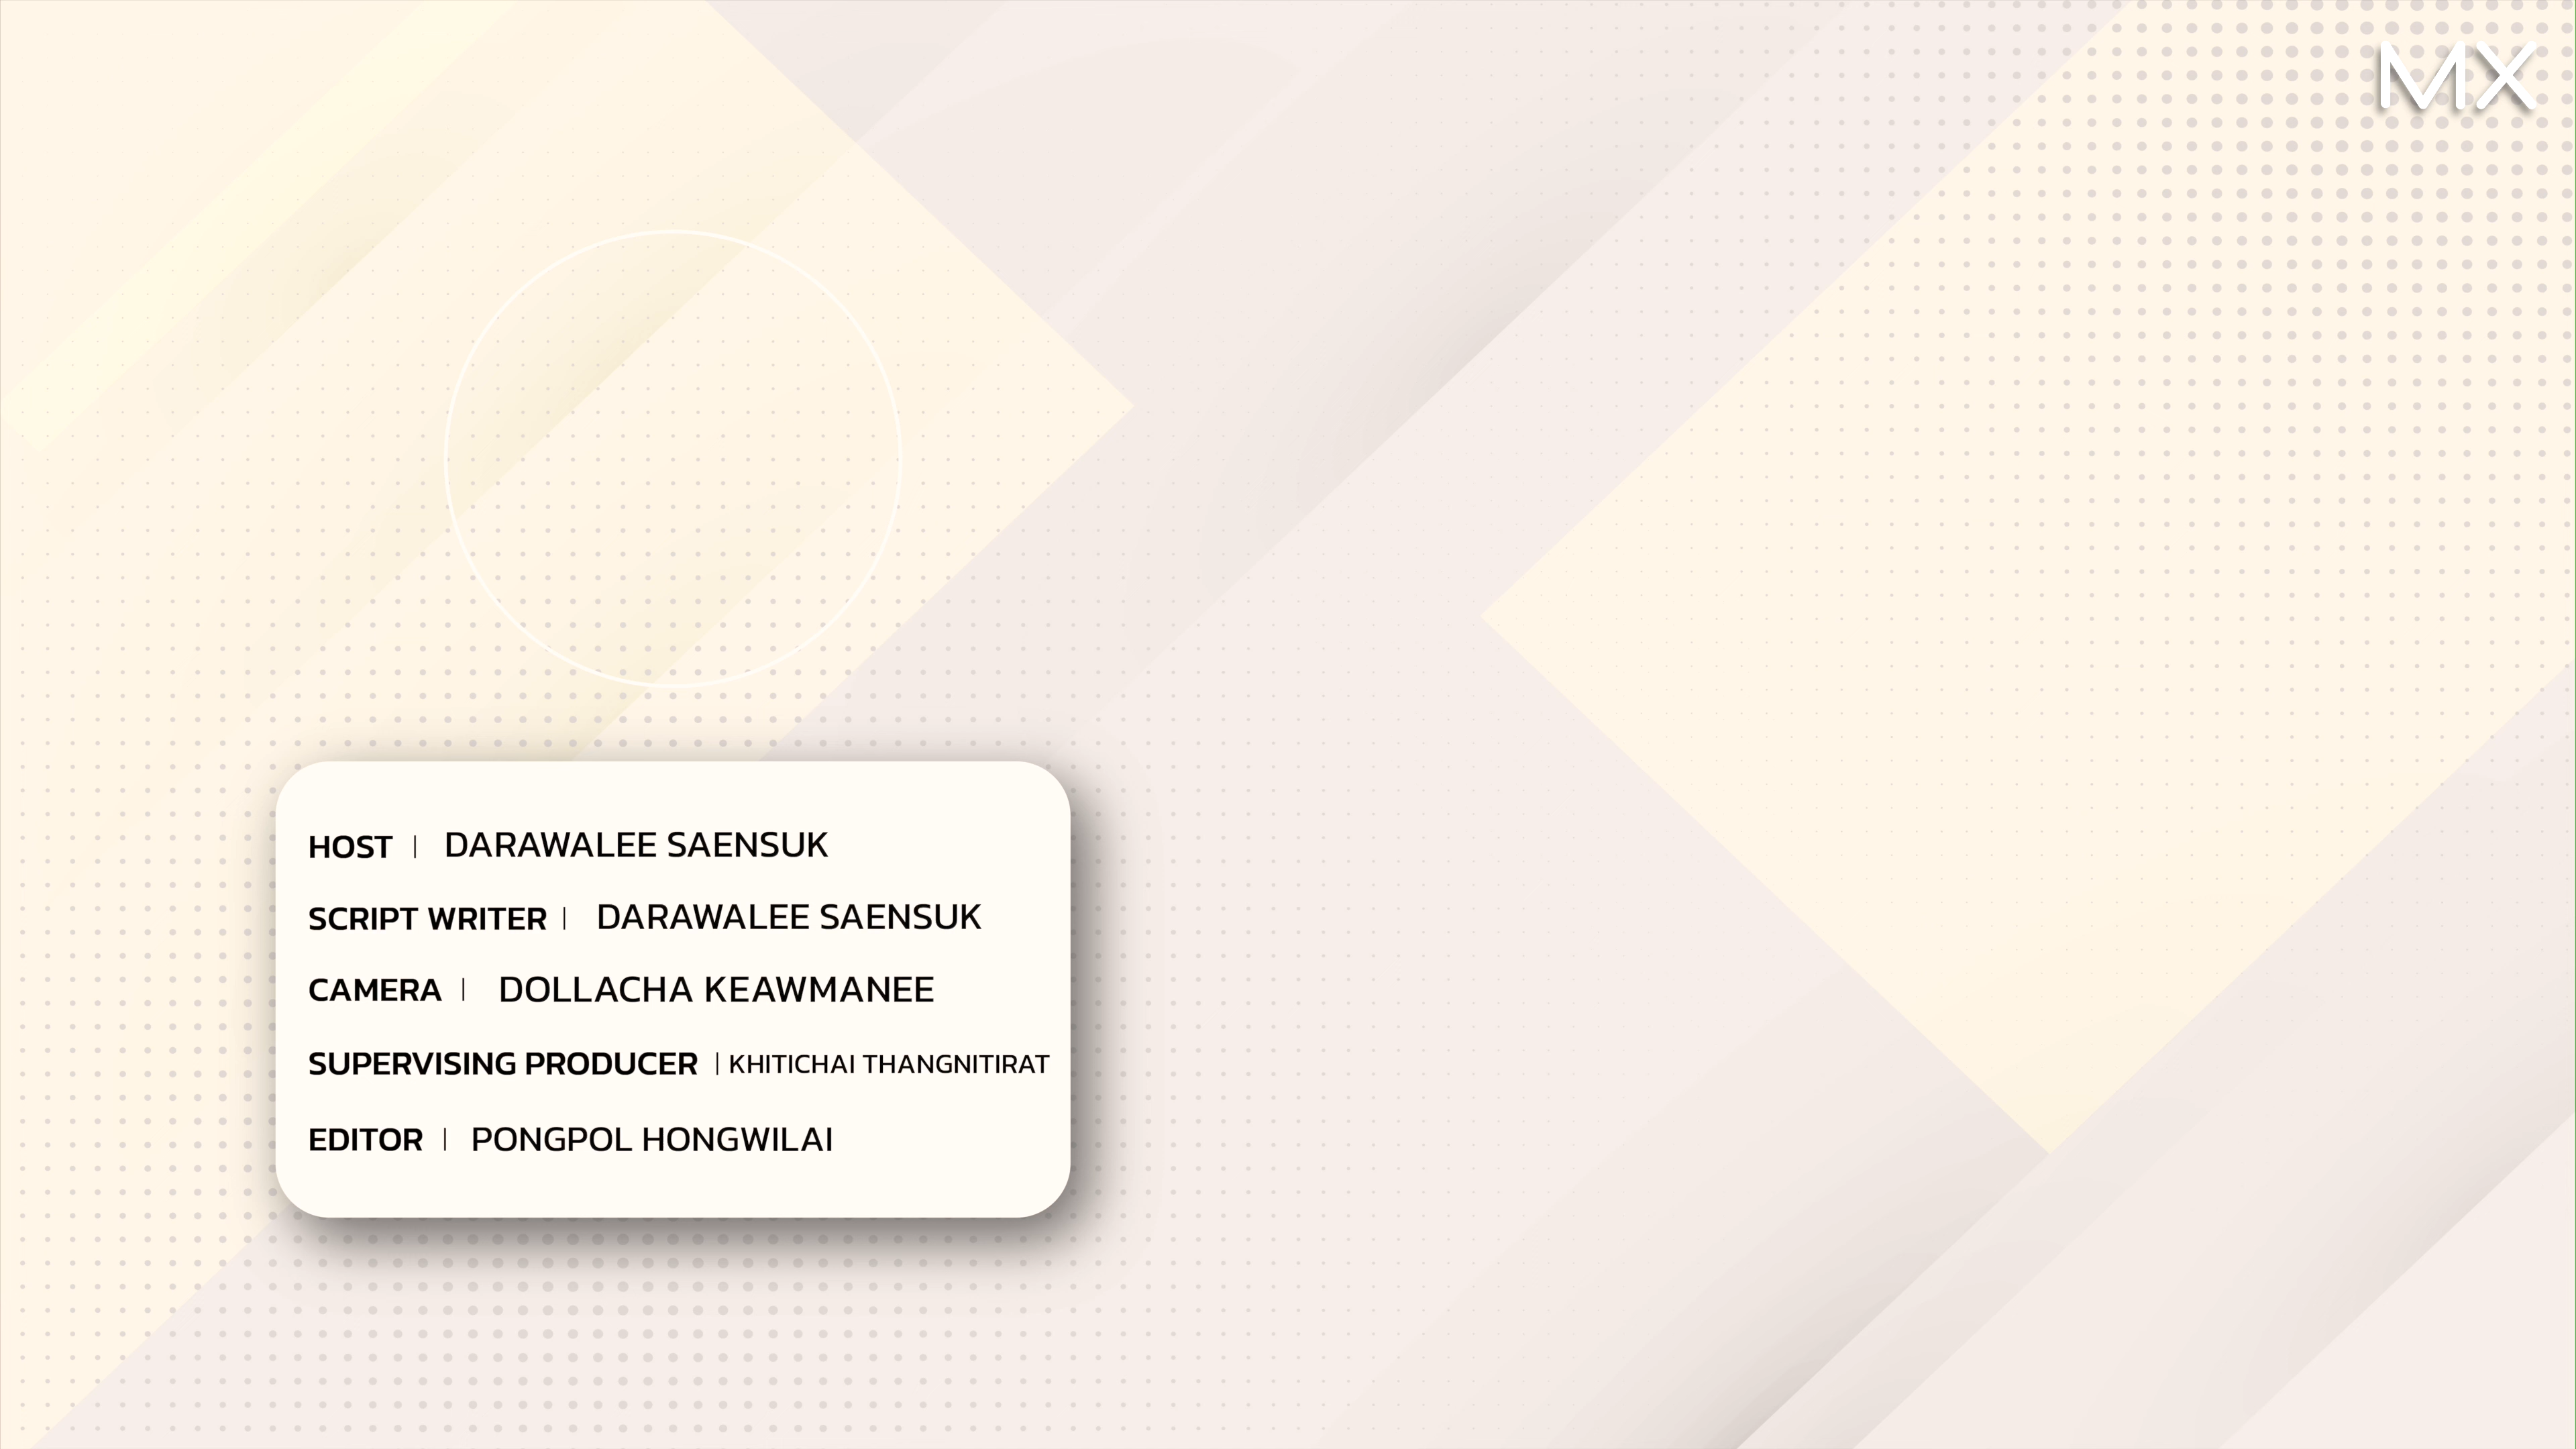 MX
HOST | DARAWALEE SAENSUK
SCRIPT WRITER | DARAWALEE SAENSUK
CAMERA | DOLLACHA KEAWMANEE
SUPERVISING PRODUCER | KHITICHAI THANGNITIRAT
EDITOR | PONGPOL HONGWILAI